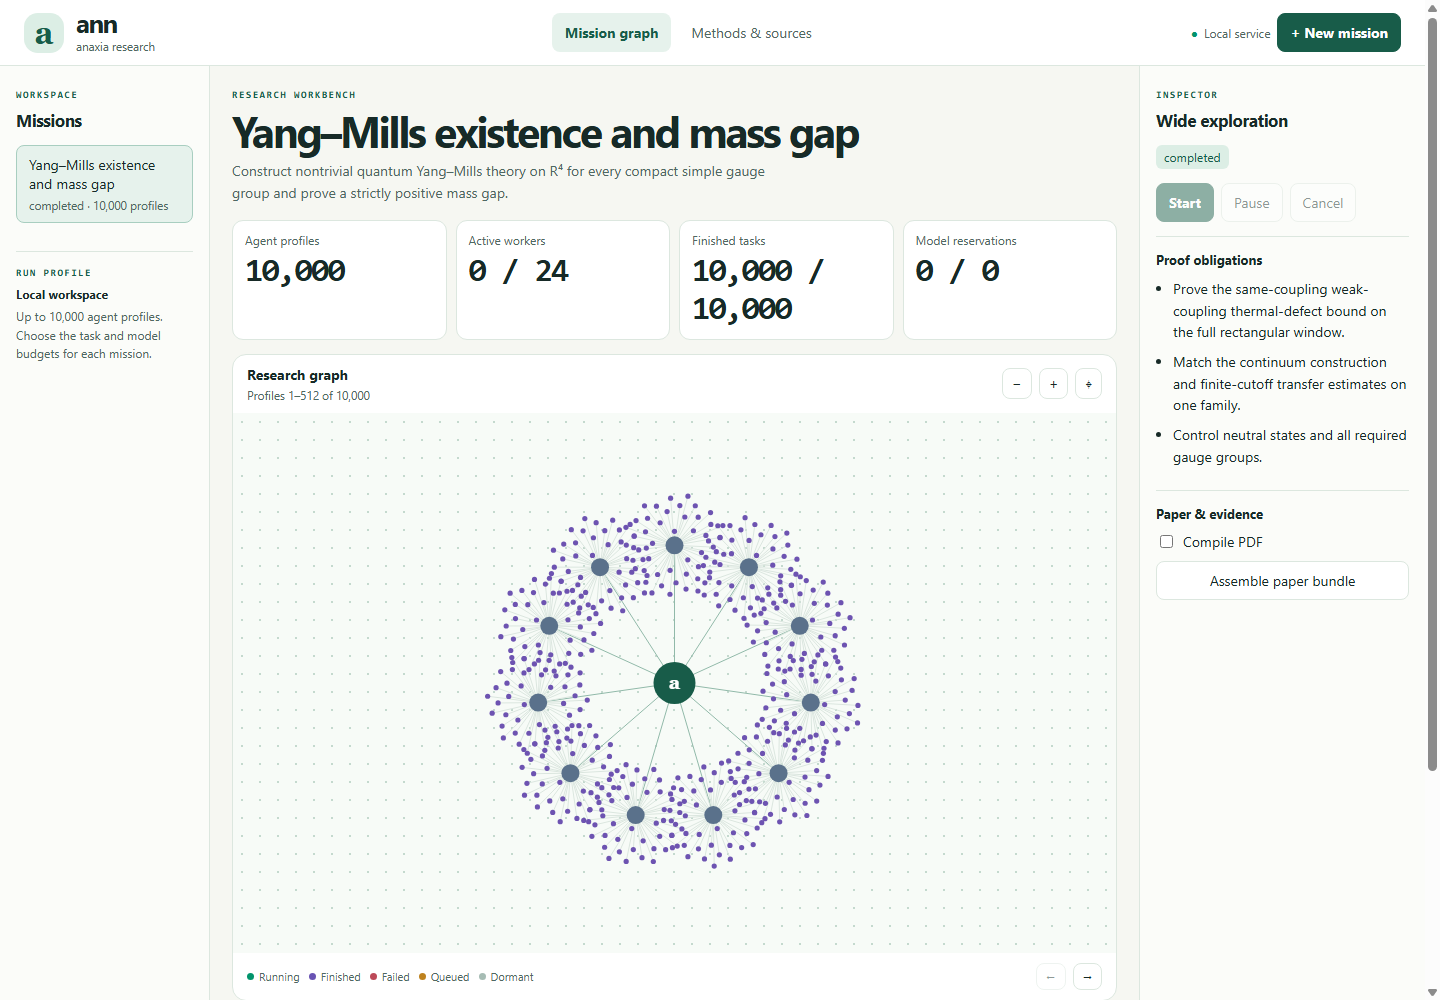 a
ann
anaxia research
Mission graph
Methods & sources
Local service
+ New mission
WORKSPACE
Missions
Yang–Mills existence
and mass gap
completed · 10,000 profiles
RUN PROFILE
Local workspace
Up to 10,000 agent profiles.
Choose the task and model
budgets for each mission.
RESEARCH WORKBENCH
Yang–Mills existence and mass gap
Construct nontrivial quantum Yang–Mills theory on R⁴ for every compact simple gauge
group and prove a strictly positive mass gap.
Agent profiles
10,000
Active workers
0 / 24
Finished tasks
10,000 /
10,000
Model reservations
0 / 0
Research graph
Profiles 1–512 of 10,000
−
+
⌖
a
Running
Finished
Failed
Queued
Dormant
←
→
INSPECTOR
Wide exploration
completed
Start
Pause
Cancel
Proof obligations
• Prove the same-coupling weak-
coupling thermal-defect bound on
the full rectangular window.
• Match the continuum construction
and finite-cutoff transfer estimates on
one family.
• Control neutral states and all required
gauge groups.
Paper & evidence
Compile PDF
Assemble paper bundle